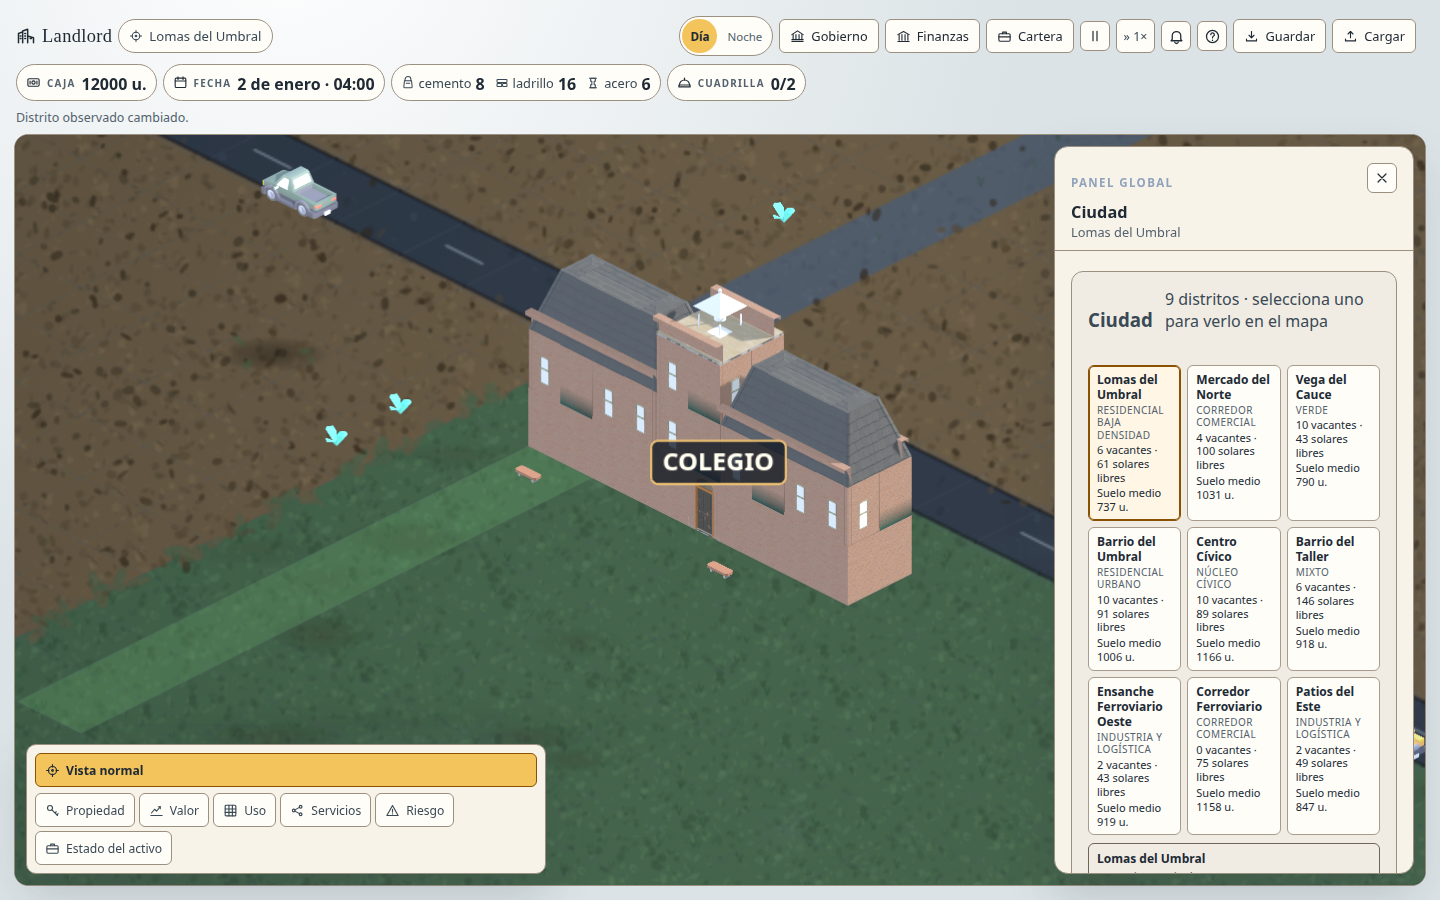 Landlord
Lomas del Umbral
Día
Noche
Gobierno
Finanzas
Cartera
» 1×
Guardar
Cargar
CAJA 12000 u.
FECHA 2 de enero · 04:00
cemento 8 ladrillo 16 acero 6
CUADRILLA 0/2
Distrito observado cambiado.
COLEGIO
PANEL GLOBAL
Ciudad
Lomas del Umbral
Ciudad
9 distritos · selecciona uno
para verlo en el mapa
Lomas del
Umbral
RESIDENCIAL
BAJA
DENSIDAD
6 vacantes ·
61 solares
libres
Suelo medio
737 u.
Mercado del
Norte
CORREDOR
COMERCIAL
4 vacantes ·
100 solares
libres
Suelo medio
1031 u.
Vega del
Cauce
VERDE
10 vacantes ·
43 solares
libres
Suelo medio
790 u.
Barrio del
Umbral
RESIDENCIAL
URBANO
10 vacantes ·
91 solares
libres
Suelo medio
1006 u.
Centro
Cívico
NÚCLEO
CÍVICO
10 vacantes ·
89 solares
libres
Suelo medio
1166 u.
Barrio del
Taller
MIXTO
6 vacantes ·
146 solares
libres
Suelo medio
918 u.
Ensanche
Ferroviario
Oeste
INDUSTRIA Y
LOGÍSTICA
2 vacantes ·
43 solares
libres
Suelo medio
919 u.
Corredor
Ferroviario
CORREDOR
COMERCIAL
0 vacantes ·
75 solares
libres
Suelo medio
1158 u.
Patios del
Este
INDUSTRIA Y
LOGÍSTICA
2 vacantes ·
49 solares
libres
Suelo medio
847 u.
Lomas del Umbral
Vista normal
Propiedad
Valor
Uso
Servicios
Riesgo
Estado del activo